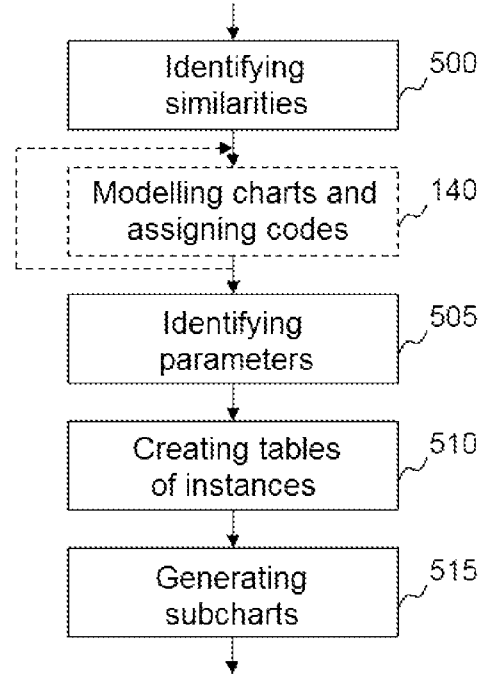 Identifying
similarities
500
Modelling charts and
assigning codes
140
Identifying
parameters
505
Creating tables
of instances
510
Generating
subcharts
515